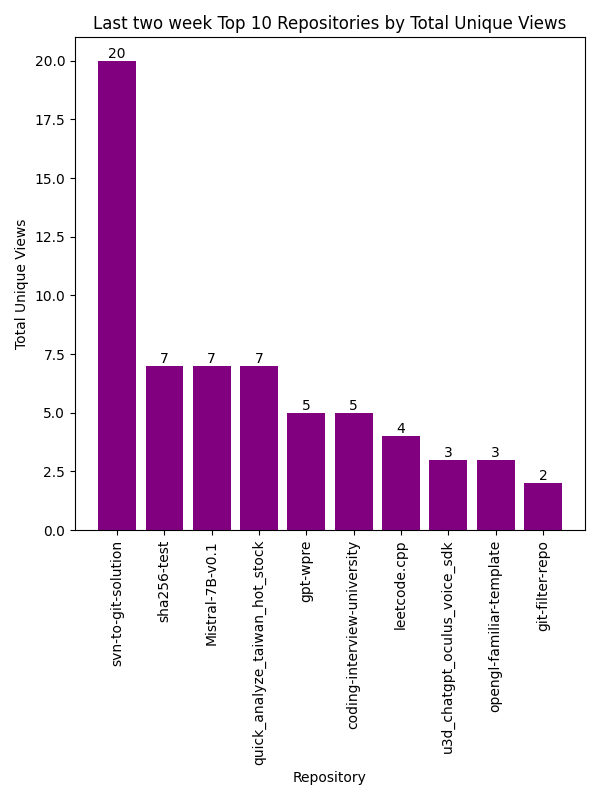 Last two week Top 10 Repositories by Total Unique Views
Total Unique Views
20.0
17.5
15.0
12.5
10.0
7.5
5.0
2.5
0.0
20
7
7
7
5
5
4
3
3
2
svn-to-git-solution
sha256-test
Mistral-7B-v0.1
quick_analyze_taiwan_hot_stock
gpt-wpre
coding-interview-university
leetcode.cpp
u3d_chatgpt_oculus_voice_sdk
opengl-familiar-template
git-filter-repo
Repository